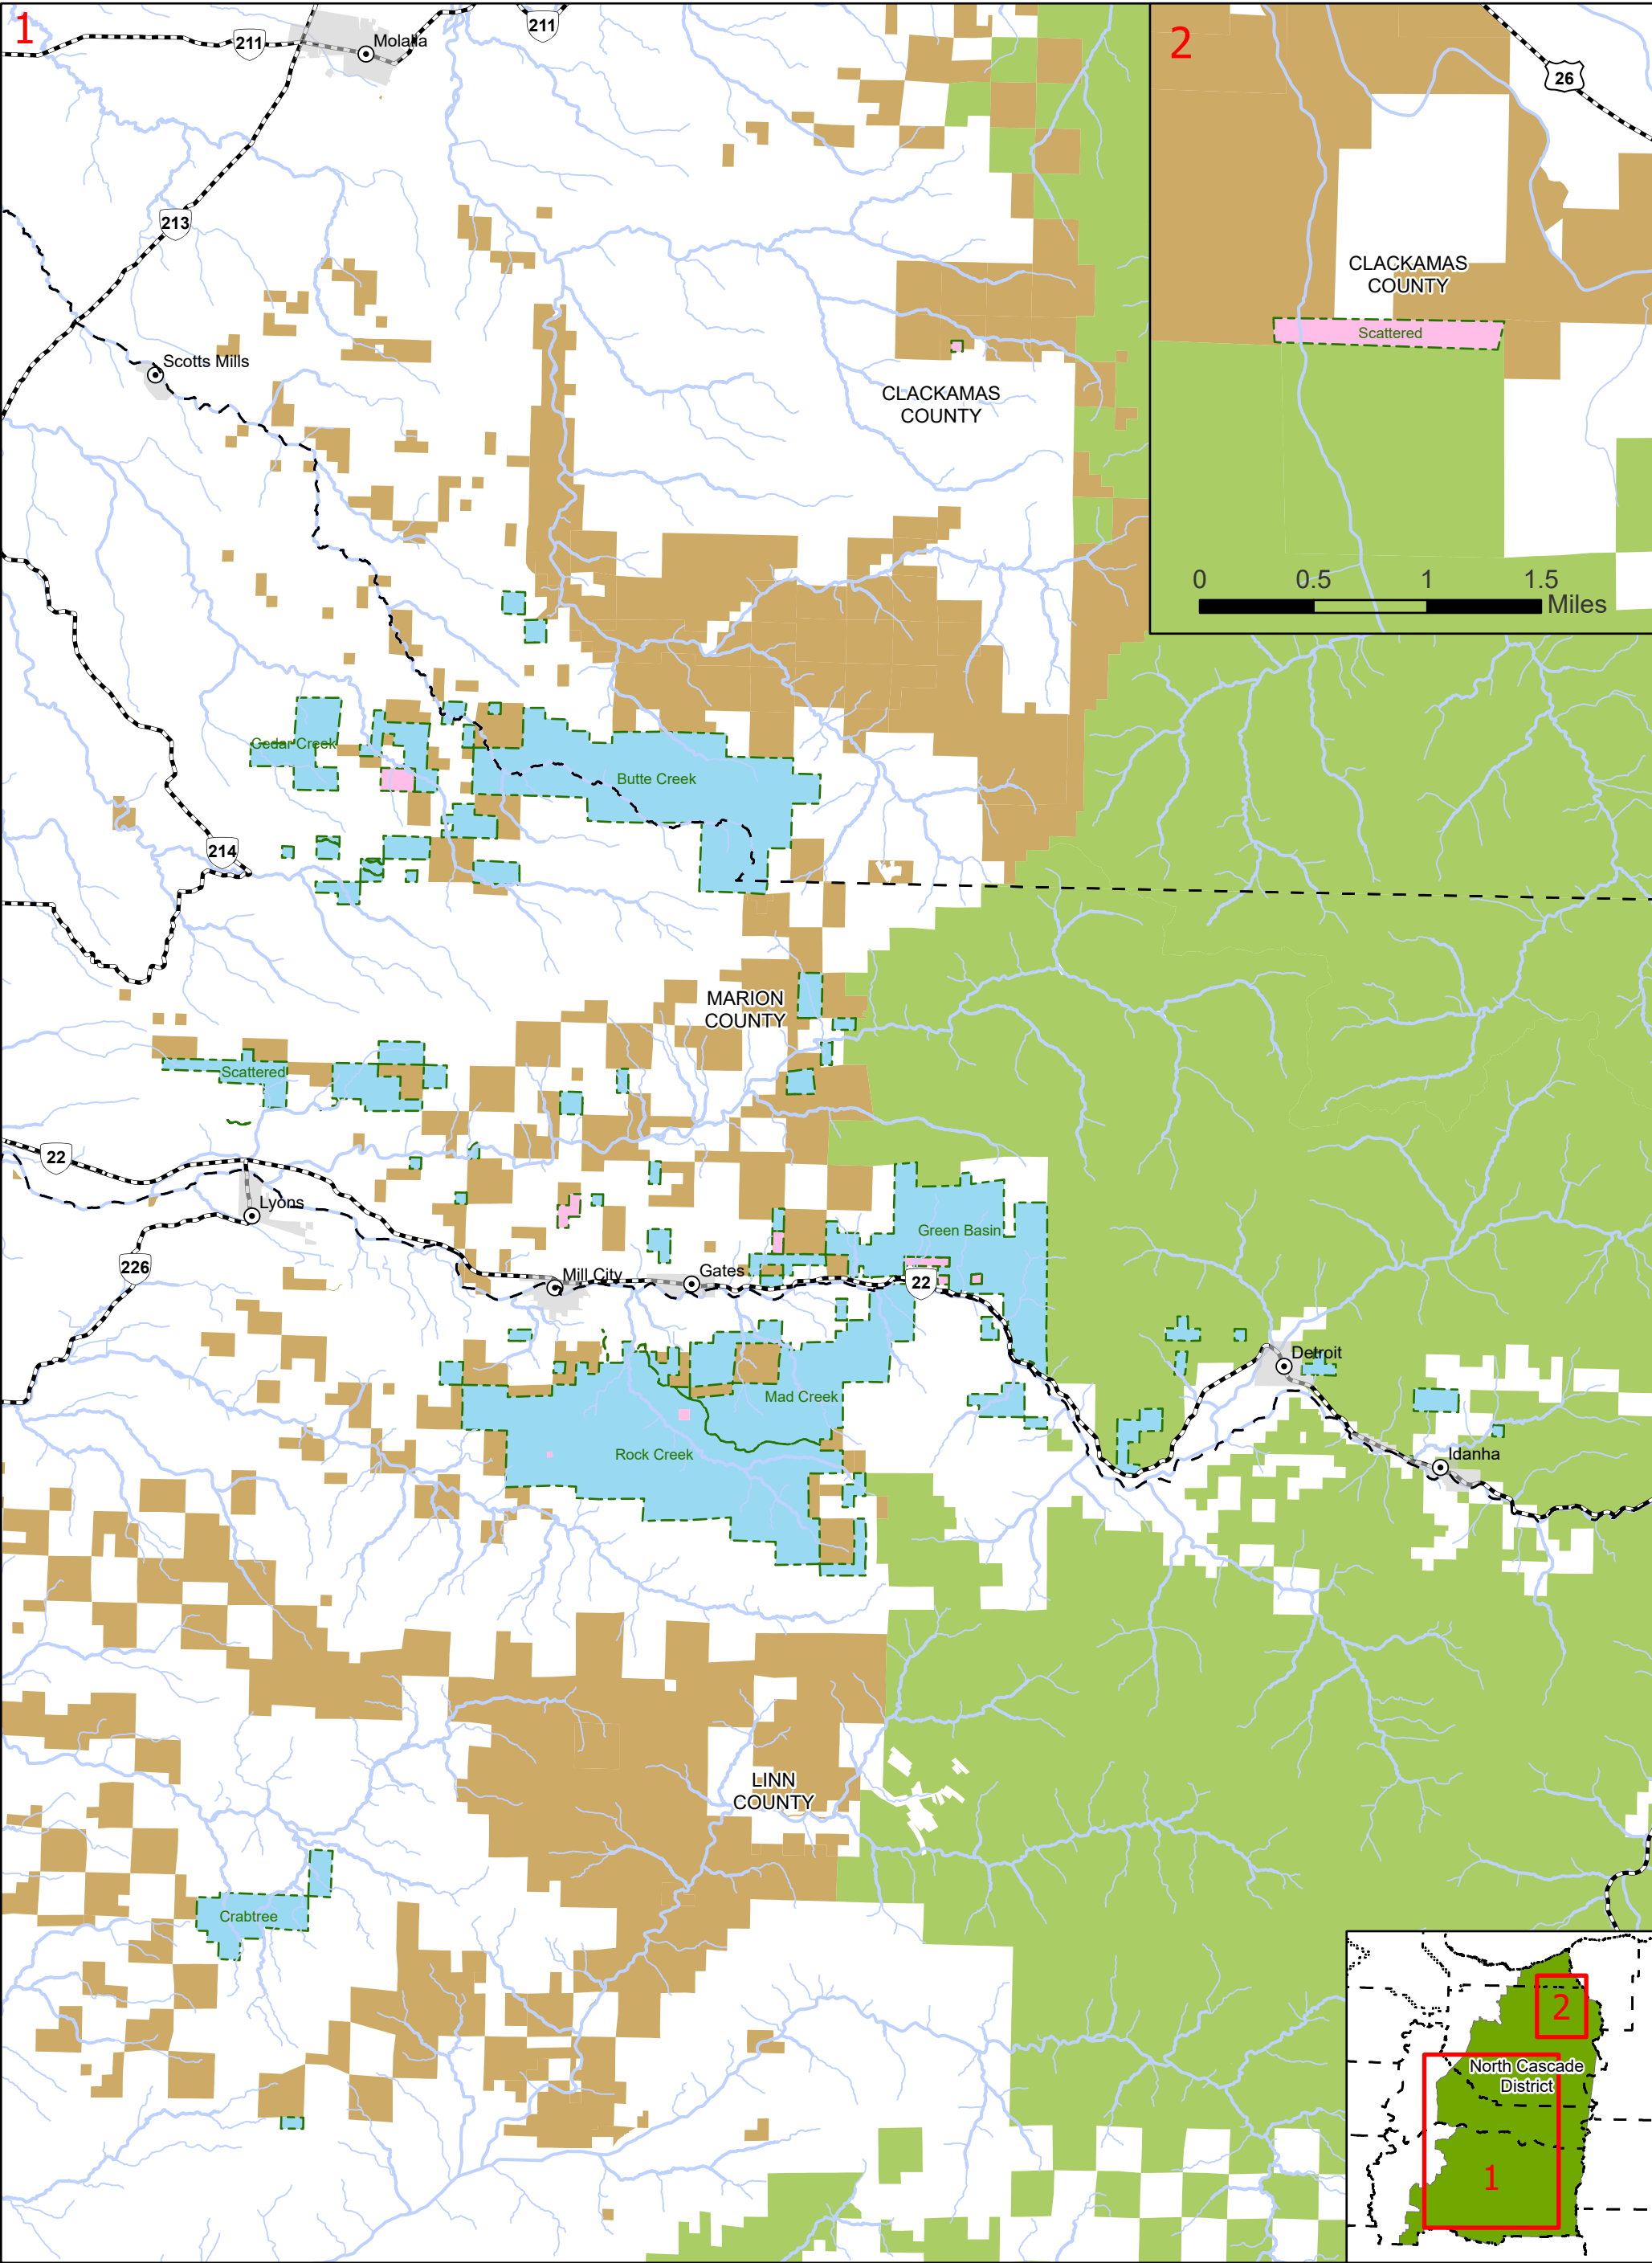 1
211
Molalla
211
2
26
213
CLACKAMAS
COUNTY
Scattered
Scotts Mills
CLACKAMAS
COUNTY
0
0.5
1
1.5
Miles
Cedar Creek
Butte Creek
214
MARION
COUNTY
Scattered
22
Lyons
Green Basin
226
Mill City
Gates
22
Detroit
Mad Creek
Rock Creek
Idanha
LINN
COUNTY
Crabtree
2
North Cascade
District
1